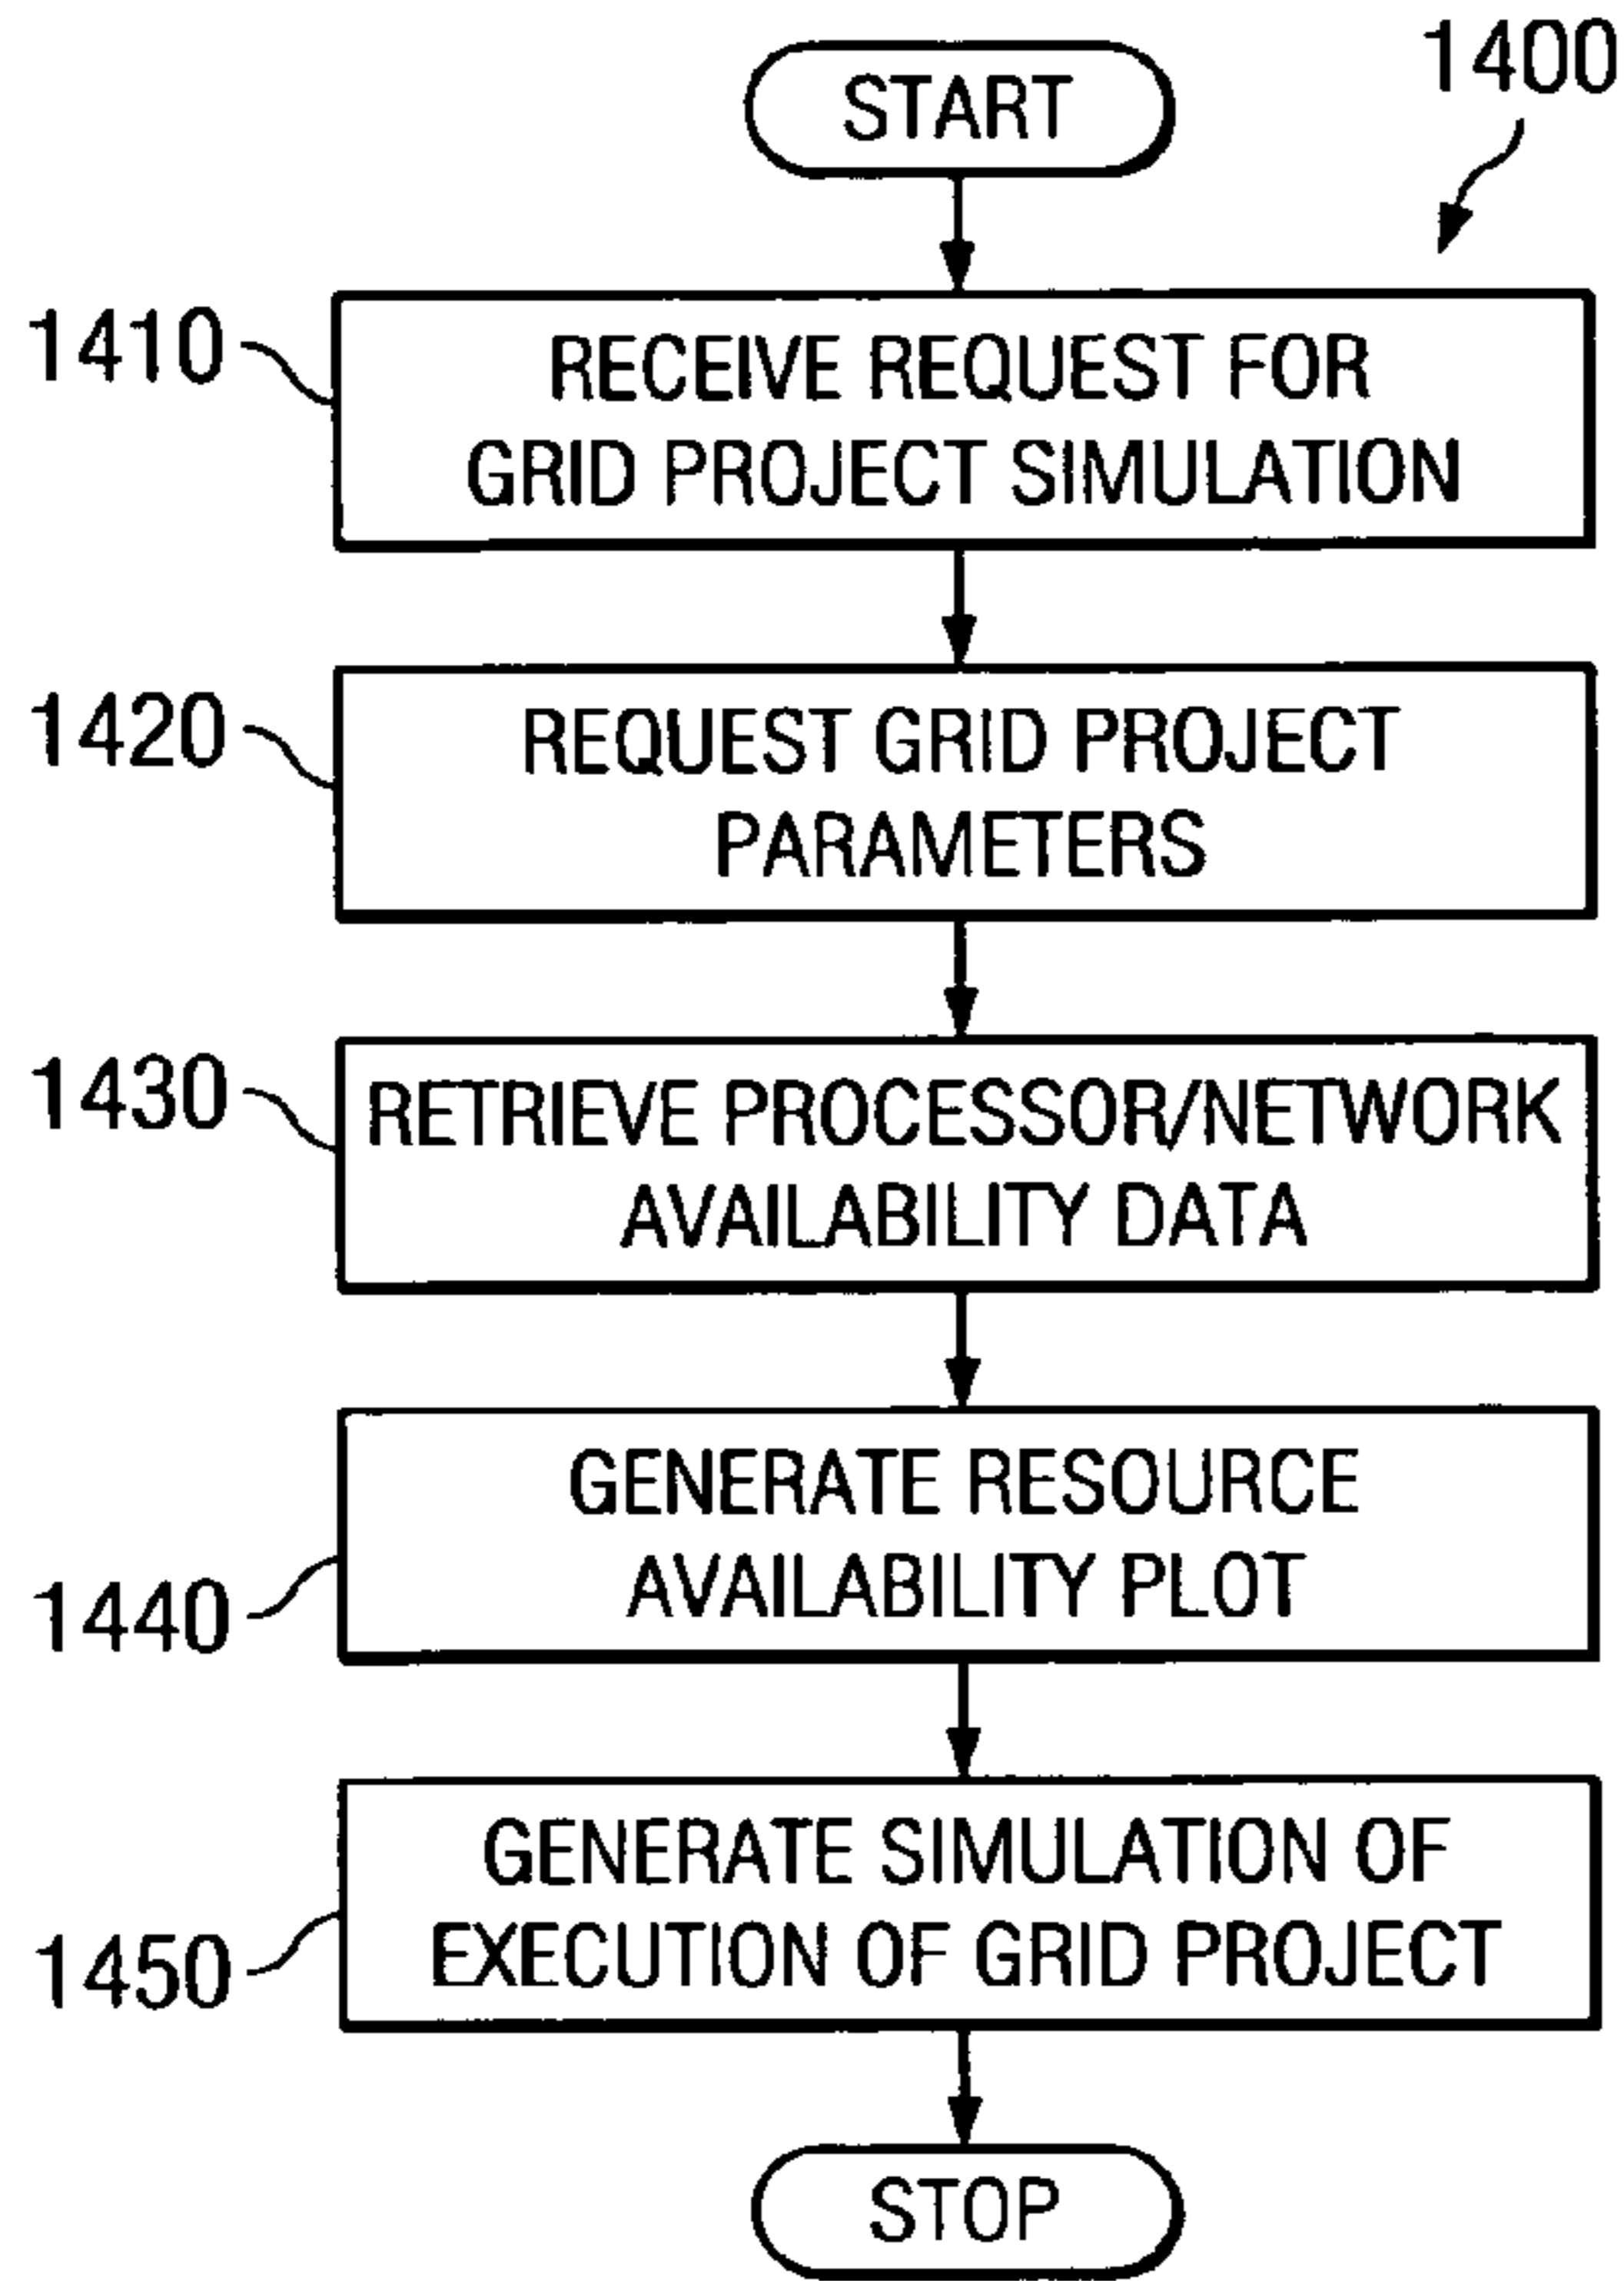 1400
START
1410
RECEIVE REQUEST FOR
GRID PROJECT SIMULATION
1420
REQUEST GRID PROJECT
PARAMETERS
1430
RETRIEVE PROCESSOR/NETWORK
AVAILABILITY DATA
1440
GENERATE RESOURCE
AVAILABILITY PLOT
1450
GENERATE SIMULATION OF
EXECUTION OF GRID PROJECT
STOP